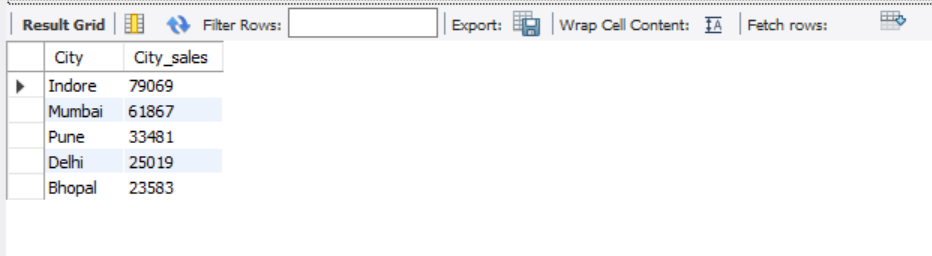 Result Grid Filter Rows: Export: Wrap Cell Content: Fetch rows:
City City_sales
Indore 79069
Mumbai 61867
Pune 33481
Delhi 25019
Bhopal 23583